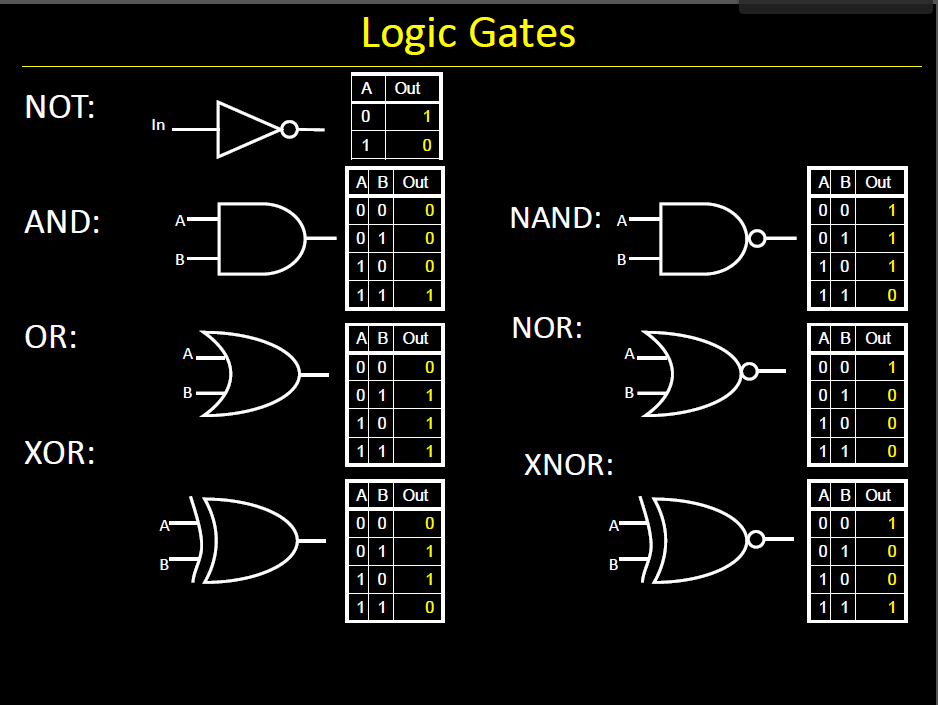 Logic Gates
NOT:
In
A Out
0 1
1 0
AND:
A
B
A B Out
0 0 0
0 1 0
1 0 0
1 1 1
NAND:
A
B
A B Out
0 0 1
0 1 1
1 0 1
1 1 0
OR:
A
B
A B Out
0 0 0
0 1 1
1 0 1
1 1 1
NOR:
A
B
A B Out
0 0 1
0 1 0
1 0 0
1 1 0
XOR:
A
B
A B Out
0 0 0
0 1 1
1 0 1
1 1 0
XNOR:
A
B
A B Out
0 0 1
0 1 0
1 0 0
1 1 1